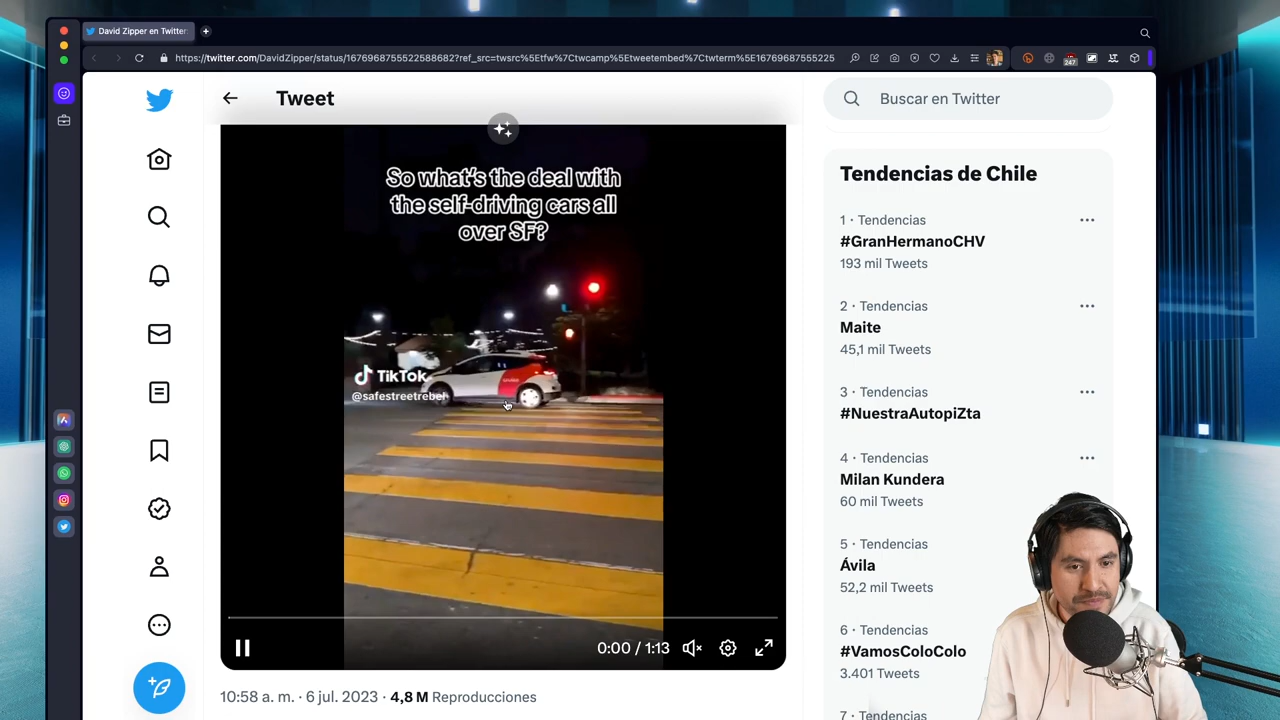 David Zipper en Twitter:
https://twitter.com/DavidZipper/status/1676968755522588682?ref_src=twsrc%5Etfw%7Ctwcamp%5Etweetembed%7Ctwterm%5E16769687555225
247
Tweet
Buscar en Twitter
So what's the deal with
the self-driving cars all
over SF?
TikTok
@safestreetrebel
0:00 / 1:13
10:58 a. m. · 6 jul. 2023 · 4,8 M Reproducciones
Tendencias de Chile
1 · Tendencias
#GranHermanoCHV
193 mil Tweets
2 · Tendencias
Maite
45,1 mil Tweets
3 · Tendencias
#NuestraAutopiZta
4 · Tendencias
Milan Kundera
60 mil Tweets
5 · Tendencias
Ávila
52,2 mil Tweets
6 · Tendencias
#VamosColoColo
3.401 Tweets
7 · Tendencias